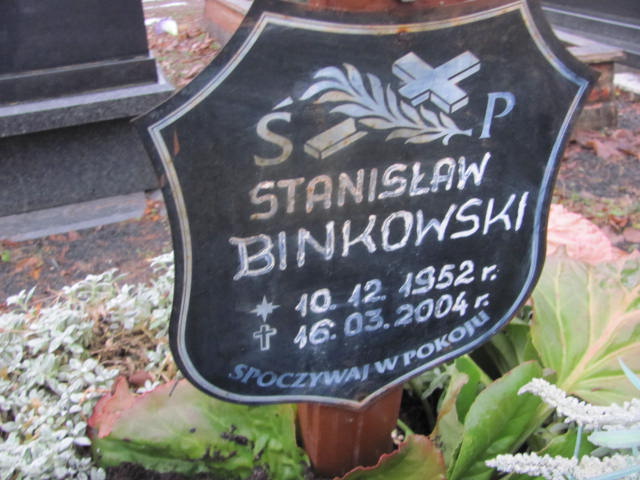 Ś P
STANISŁAW
BINKOWSKI
10. 12. 1952 r.
16. 03. 2004 r.
SPOCZYWAJ W POKOJU